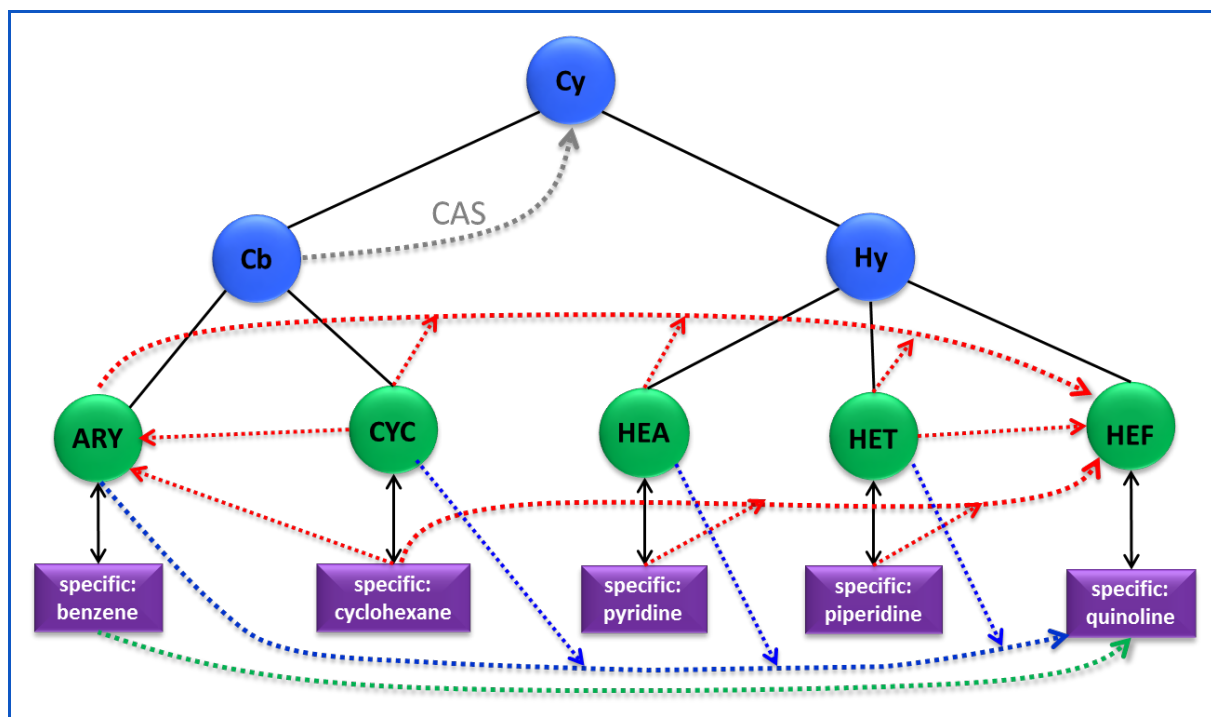 Cy
CAS
Cb
Hy
ARY
CYC
HEA
HET
HEF
specific:
benzene
specific:
cyclohexane
specific:
pyridine
specific:
piperidine
specific:
quinoline